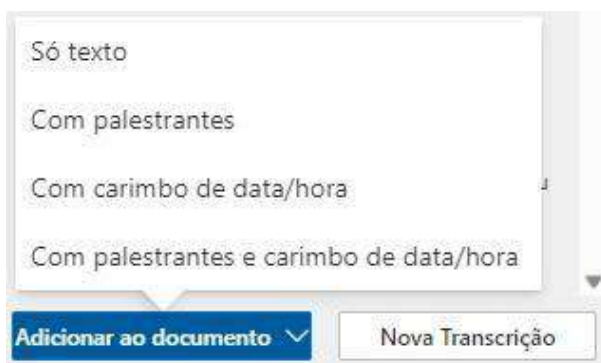 Só texto
Com palestrantes
Com carimbo de data/hora
Com palestrantes e carimbo de data/hora
Adicionar ao documento
Nova Transcrição